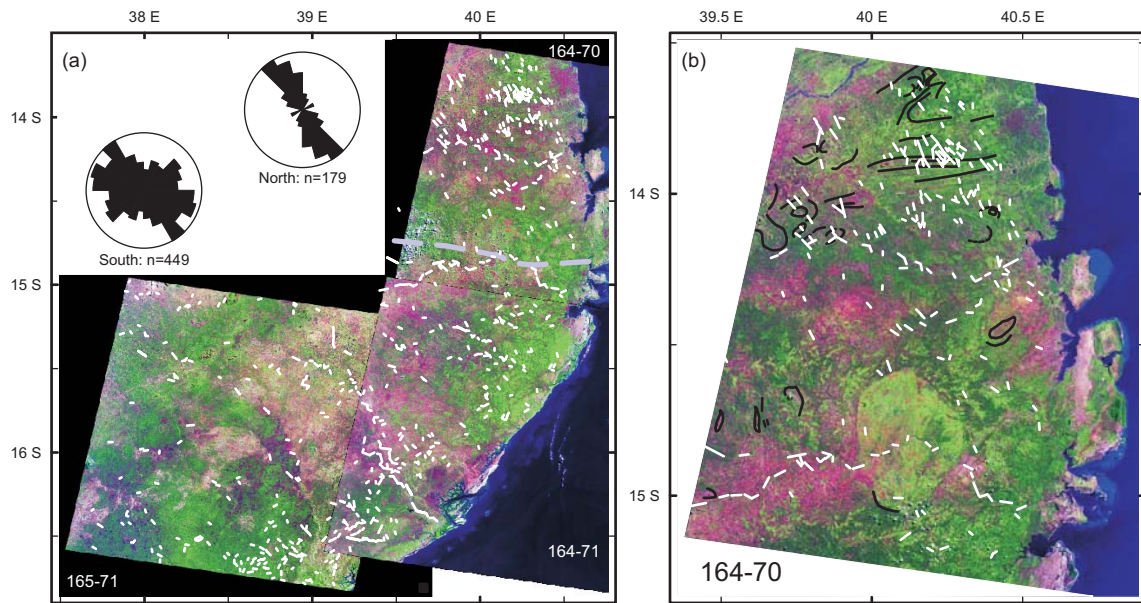 38 E
39 E
40 E
39.5 E
40 E
40.5 E
(a)
164-70
(b)
14 S
North: n=179
14 S
South: n=449
15 S
16 S
15 S
165-71
164-71
164-70